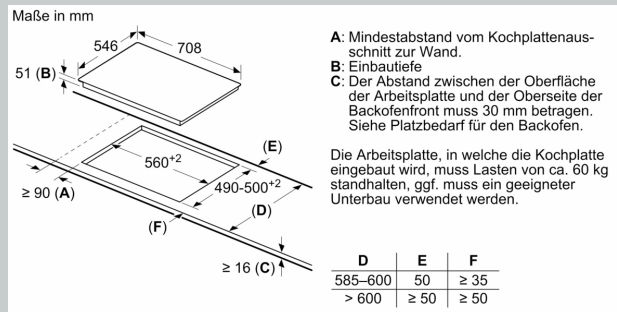 Maße in mm
546
708
51 (B)
560+2
(E)
490-500+2
≥ 90 (A)
(D)
(F)
≥ 16 (C)
A: Mindestabstand vom Kochplattenaus-
schnitt zur Wand.
B: Einbautiefe
C: Der Abstand zwischen der Oberfläche
der Arbeitsplatte und der Oberseite der
Backofenfront muss 30 mm betragen.
Siehe Platzbedarf für den Backofen.
Die Arbeitsplatte, in welche die Kochplatte
eingebaut wird, muss Lasten von ca. 60 kg
standhalten, ggf. muss ein geeigneter
Unterbau verwendet werden.
D E F
585–600 50 ≥ 35
> 600 ≥ 50 ≥ 50